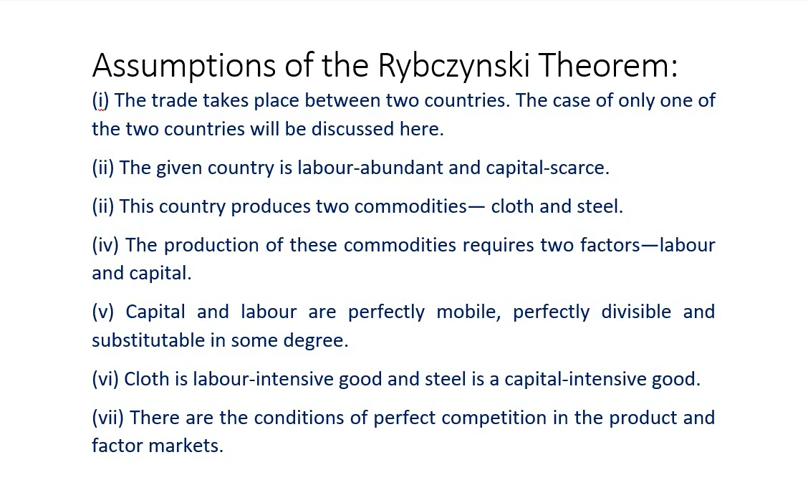 Assumptions of the Rybczynski Theorem:
(i) The trade takes place between two countries. The case of only one of
the two countries will be discussed here.
(ii) The given country is labour-abundant and capital-scarce.
(ii) This country produces two commodities— cloth and steel.
(iv) The production of these commodities requires two factors—labour
and capital.
(v) Capital and labour are perfectly mobile, perfectly divisible and
substitutable in some degree.
(vi) Cloth is labour-intensive good and steel is a capital-intensive good.
(vii) There are the conditions of perfect competition in the product and
factor markets.